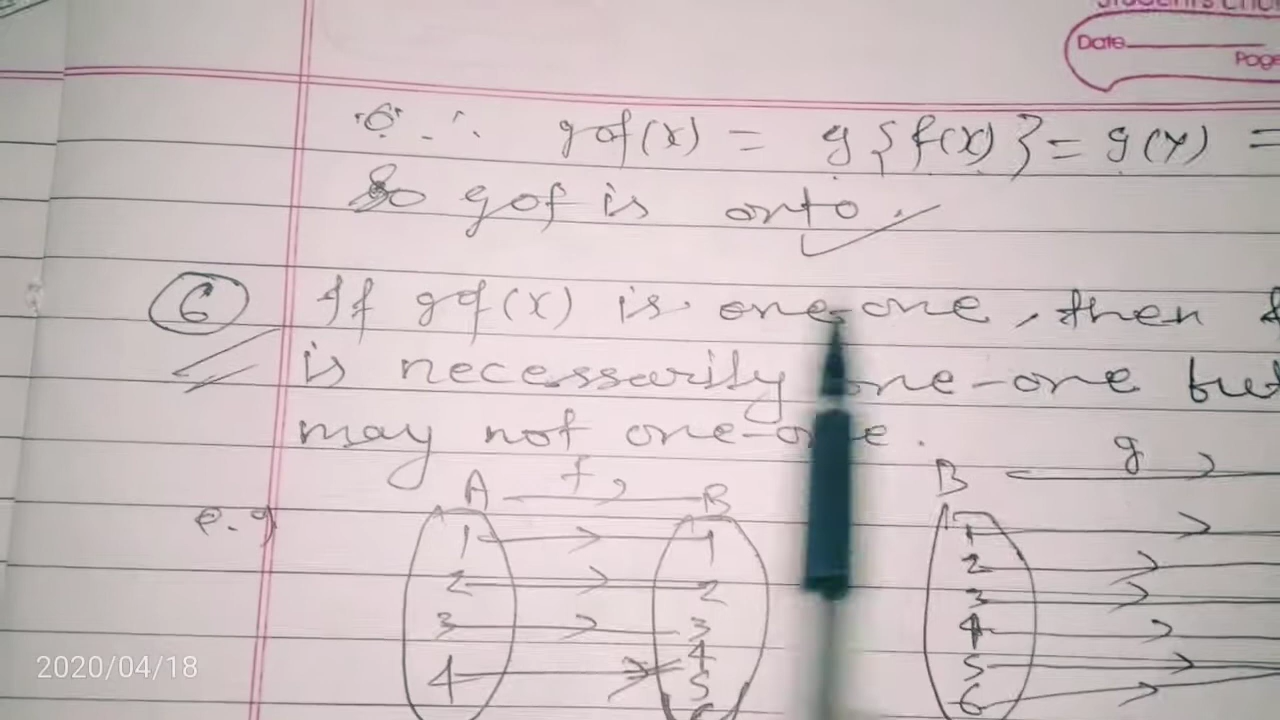 Date
Page
∴ gof(x) = g{f(x)} = g(y) =
So gof is onto.
6 If gof(x) is one-one, then f
is necessarily one-one but
may not one-one.
e.g A f B B g
1 1 1
2 2 2
3 3 3
4 4 4
5 5
6
2020/04/18